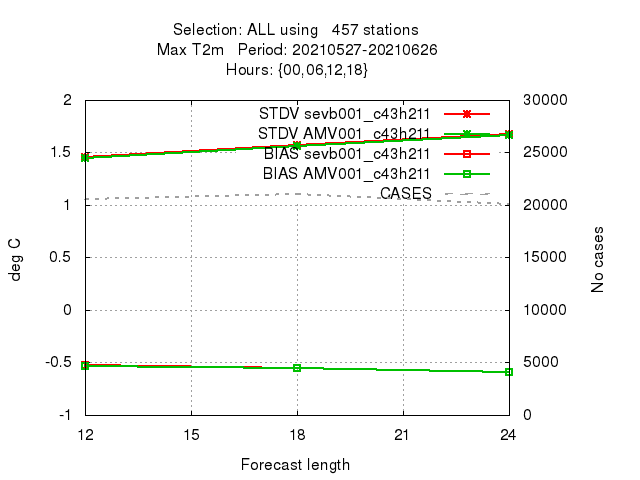 Selection: ALL using 457 stations
Max T2m Period: 20210527-20210626
Hours: {00,06,12,18}
2 30000
STDV sevb001_c43h211
STDV AMV001_c43h211
1.5 BIAS sevb001_c43h211 25000
BIAS AMV001_c43h211
CASES
1 20000
0.5 15000
deg C
No cases
0 10000
-0.5 5000
-1 0
12 15 18 21 24
Forecast length